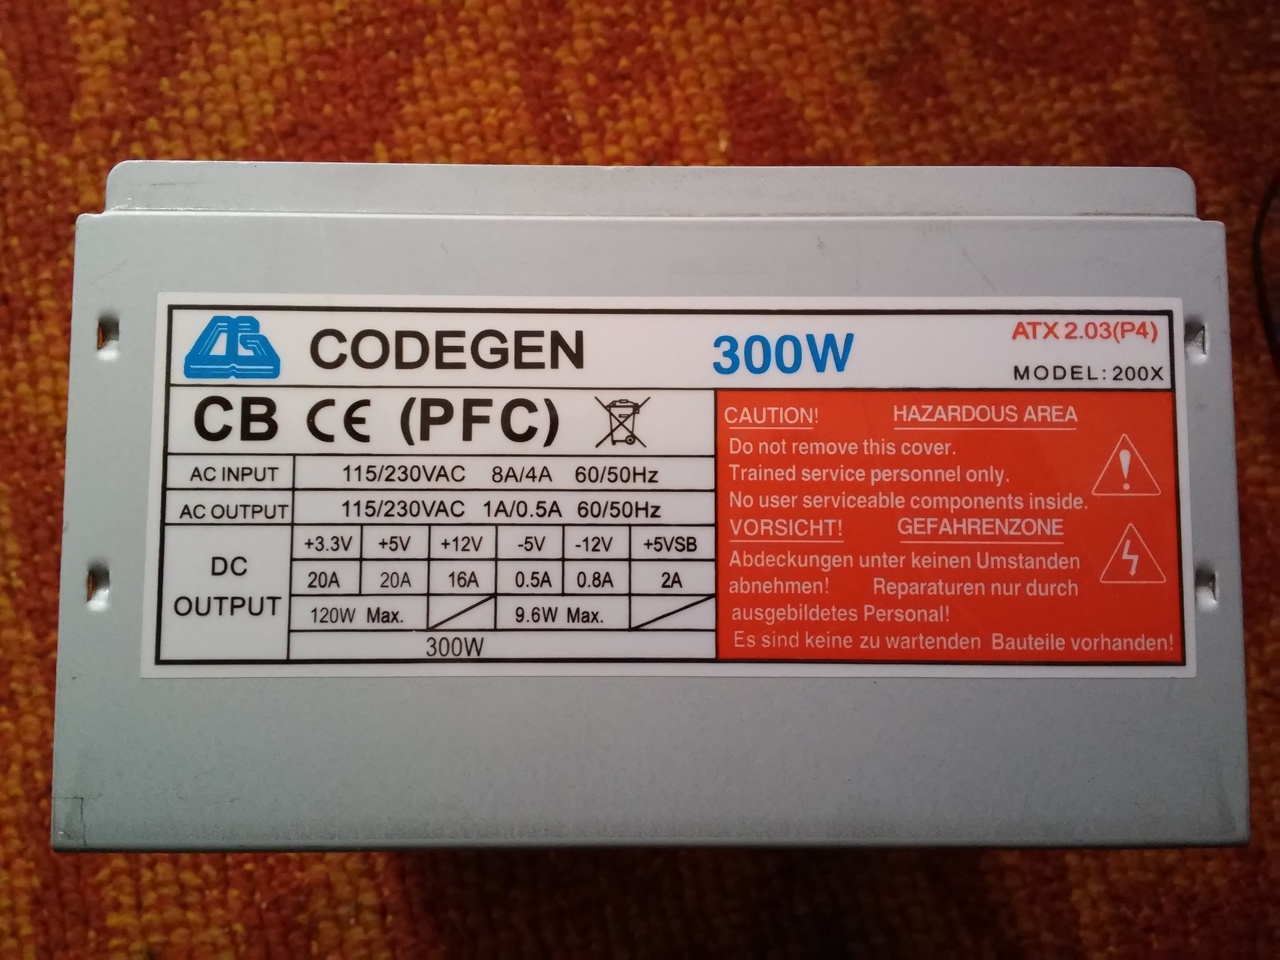 CODEGEN 300W ATX 2.03(P4)
MODEL: 200X
CB CE (PFC)
AC INPUT 115/230VAC 8A/4A 60/50Hz
AC OUTPUT 115/230VAC 1A/0.5A 60/50Hz
DC OUTPUT
+3.3V +5V +12V -5V -12V +5VSB
20A 20A 16A 0.5A 0.8A 2A
120W Max. 9.6W Max.
300W
CAUTION! HAZARDOUS AREA
Do not remove this cover.
Trained service personnel only.
No user serviceable components inside.
VORSICHT! GEFAHRENZONE
Abdeckungen unter keinen Umstanden
abnehmen! Reparaturen nur durch
ausgebildetes Personal!
Es sind keine zu wartenden Bauteile vorhanden!